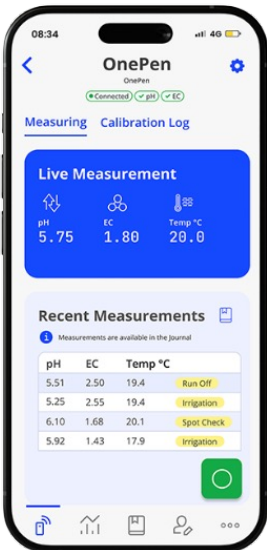 08:34 4G
OnePen
OnePen
Connected pH EC
Measuring Calibration Log
Live Measurement
pH EC Temp °C
5.75 1.80 20.0
Recent Measurements
i Measurements are available in the Journal
pH EC Temp °C
5.51 2.50 19.4 Run Off
5.25 2.55 19.4 Irrigation
6.10 1.68 20.1 Spot Check
5.92 1.43 17.9 Irrigation